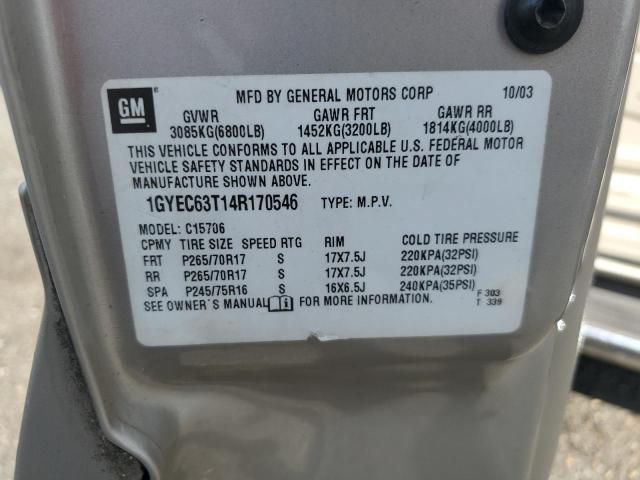 GM
MFD BY GENERAL MOTORS CORP 10/03
GVWR GAWR FRT GAWR RR
3085KG(6800LB) 1452KG(3200LB) 1814KG(4000LB)
THIS VEHICLE CONFORMS TO ALL APPLICABLE U.S. FEDERAL MOTOR
VEHICLE SAFETY STANDARDS IN EFFECT ON THE DATE OF
MANUFACTURE SHOWN ABOVE.
1GYEC63T14R170546 TYPE: M.P.V.
MODEL: C15706
CPMY TIRE SIZE SPEED RTG RIM COLD TIRE PRESSURE
FRT P265/70R17 S 17X7.5J 220KPA(32PSI)
RR P265/70R17 S 17X7.5J 220KPA(32PSI)
SPA P245/75R16 S 16X6.5J 240KPA(35PSI)
SEE OWNER'S MANUAL FOR MORE INFORMATION.
F 303
T 339